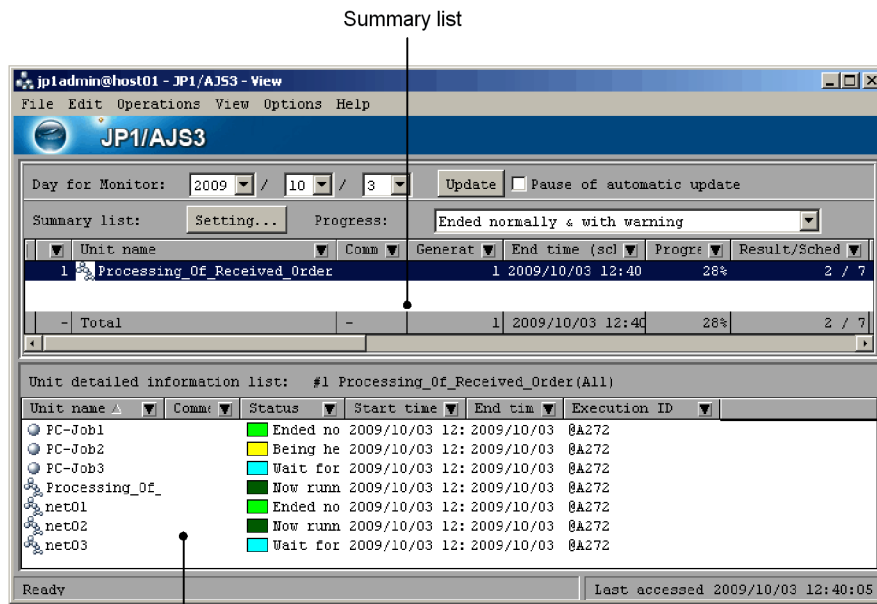 Summary list
jp1admin@host01 - JP1/AJS3 - View
File Edit Operations View Options Help
JP1/AJS3
Day for Monitor: 2009 / 10 / 3 Update Pause of automatic update
Summary list: Setting... Progress: Ended normally & with warning
Unit name Comm Generat End time (scl Progre Result/Sched
1 Processing_Of_Received_Order 1 2009/10/03 12:40 28% 2 / 7
- Total - 1 2009/10/03 12:40 28% 2 / 7
Unit detailed information list: #1 Processing_Of_Received_Order(All)
Unit name Comme Status Start time End tim Execution ID
PC-Job1 Ended no 2009/10/03 12: 2009/10/03 @A272
PC-Job2 Being he 2009/10/03 12: 2009/10/03 @A272
PC-Job3 Wait for 2009/10/03 12: 2009/10/03 @A272
Processing_Of_ Now runn 2009/10/03 12: 2009/10/03 @A272
net01 Ended no 2009/10/03 12: 2009/10/03 @A272
net02 Now runn 2009/10/03 12: 2009/10/03 @A272
net03 Wait for 2009/10/03 12: 2009/10/03 @A272
Ready Last accessed 2009/10/03 12:40:05